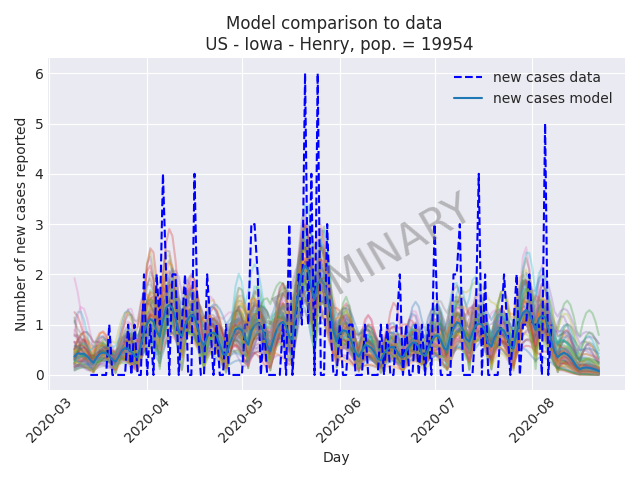 Model comparison to data
US - Iowa - Henry, pop. = 19954
Number of new cases reported
6
5
4
3
2
1
0
new cases data
new cases model
2020-03
2020-04
2020-05
2020-06
2020-07
2020-08
Day